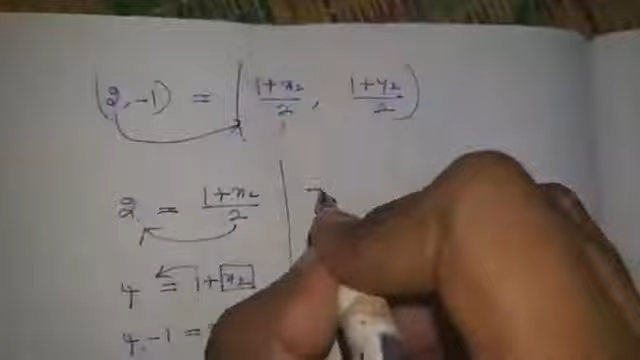 (2, -1) = (1+x₂/2, 1+y₂/2)
2 = 1+x₂/2
4 = 1+x₂
4-1 =